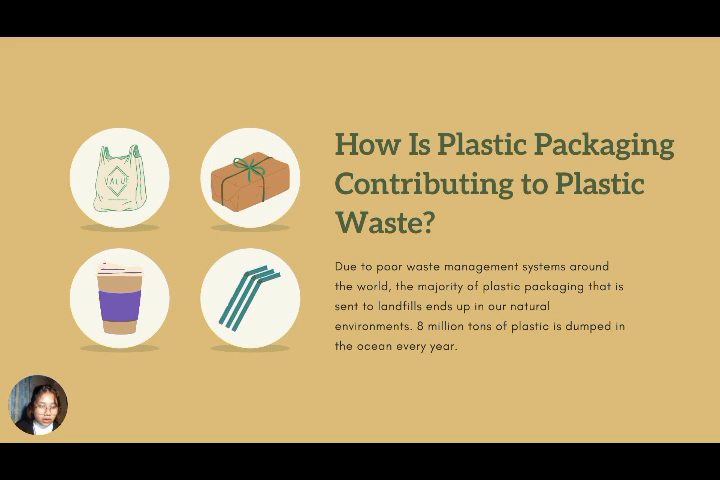 How Is Plastic Packaging
Contributing to Plastic
Waste?
Due to poor waste management systems around
the world, the majority of plastic packaging that is
sent to landfills ends up in our natural
environments. 8 million tons of plastic is dumped in
the ocean every year.